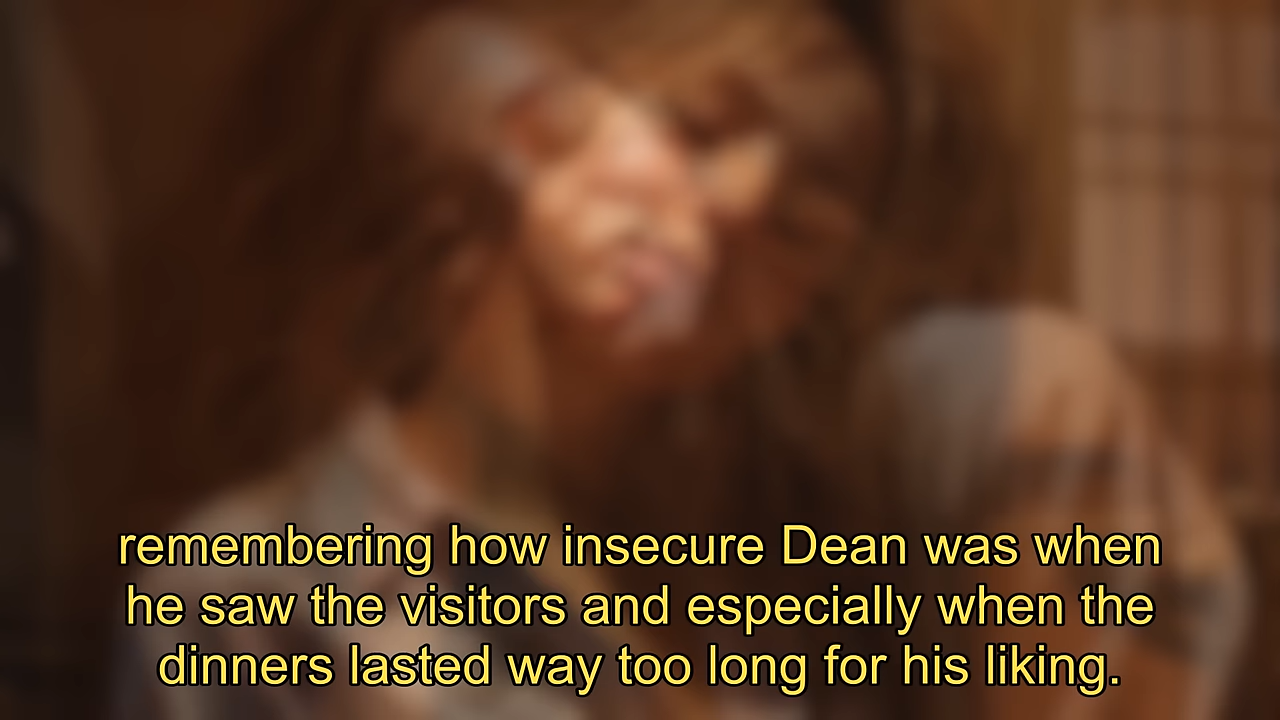 remembering how insecure Dean was when
he saw the visitors and especially when the
dinners lasted way too long for his liking.